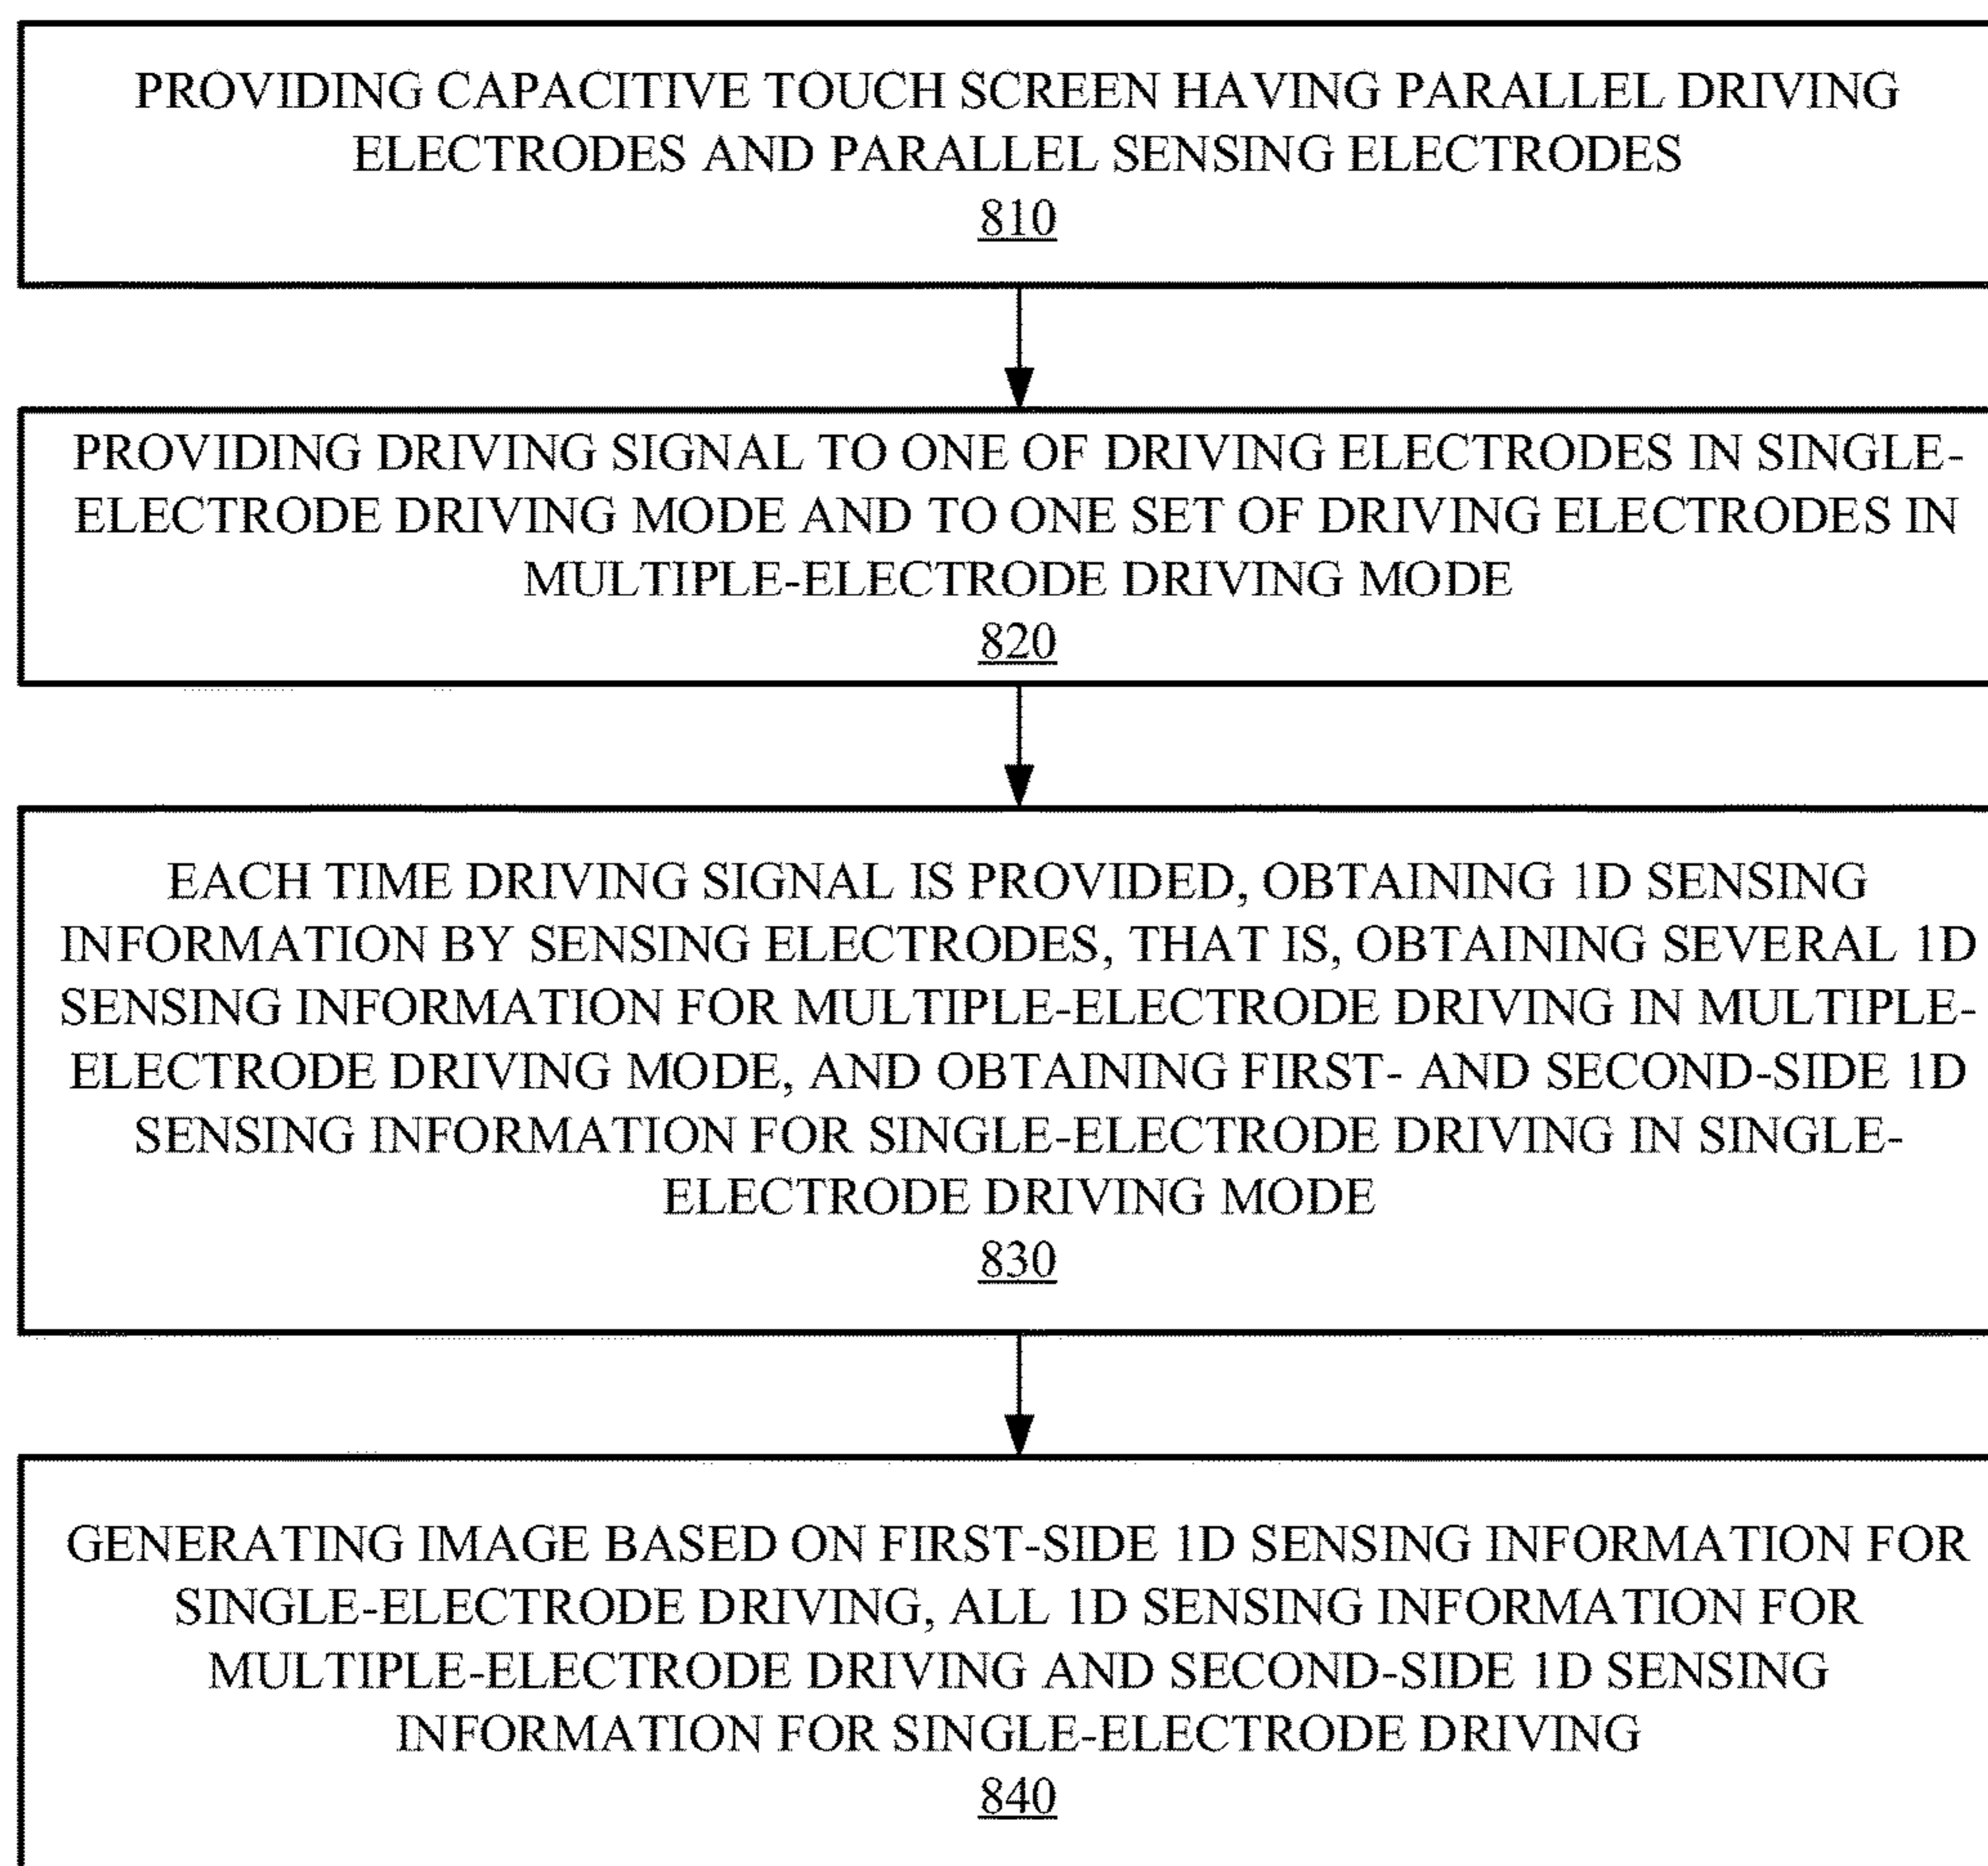 PROVIDING CAPACITIVE TOUCH SCREEN HAVING PARALLEL DRIVING
ELECTRODES AND PARALLEL SENSING ELECTRODES
810
PROVIDING DRIVING SIGNAL TO ONE OF DRIVING ELECTRODES IN SINGLE-
ELECTRODE DRIVING MODE AND TO ONE SET OF DRIVING ELECTRODES IN
MULTIPLE-ELECTRODE DRIVING MODE
820
EACH TIME DRIVING SIGNAL IS PROVIDED, OBTAINING 1D SENSING
INFORMATION BY SENSING ELECTRODES, THAT IS, OBTAINING SEVERAL 1D
SENSING INFORMATION FOR MULTIPLE-ELECTRODE DRIVING IN MULTIPLE-
ELECTRODE DRIVING MODE, AND OBTAINING FIRST- AND SECOND-SIDE 1D
SENSING INFORMATION FOR SINGLE-ELECTRODE DRIVING IN SINGLE-
ELECTRODE DRIVING MODE
830
GENERATING IMAGE BASED ON FIRST-SIDE 1D SENSING INFORMATION FOR
SINGLE-ELECTRODE DRIVING, ALL 1D SENSING INFORMATION FOR
MULTIPLE-ELECTRODE DRIVING AND SECOND-SIDE 1D SENSING
INFORMATION FOR SINGLE-ELECTRODE DRIVING
840